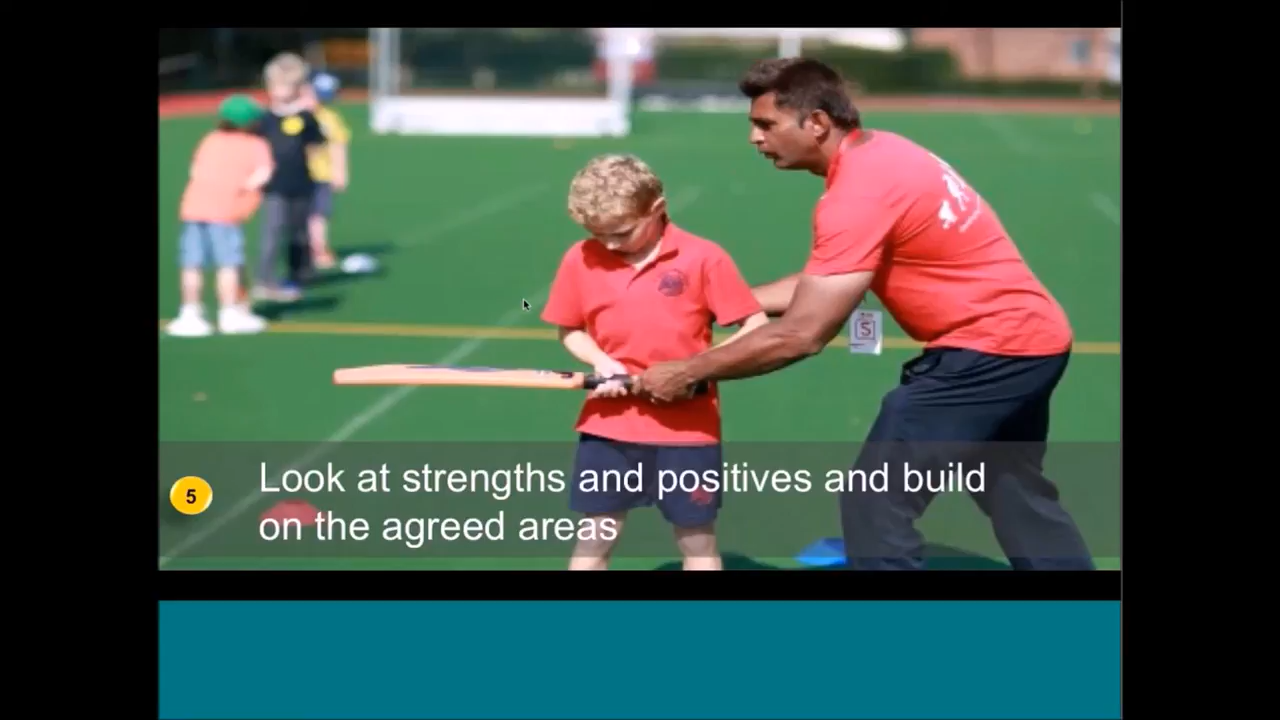 5
Look at strengths and positives and build
on the agreed areas
S